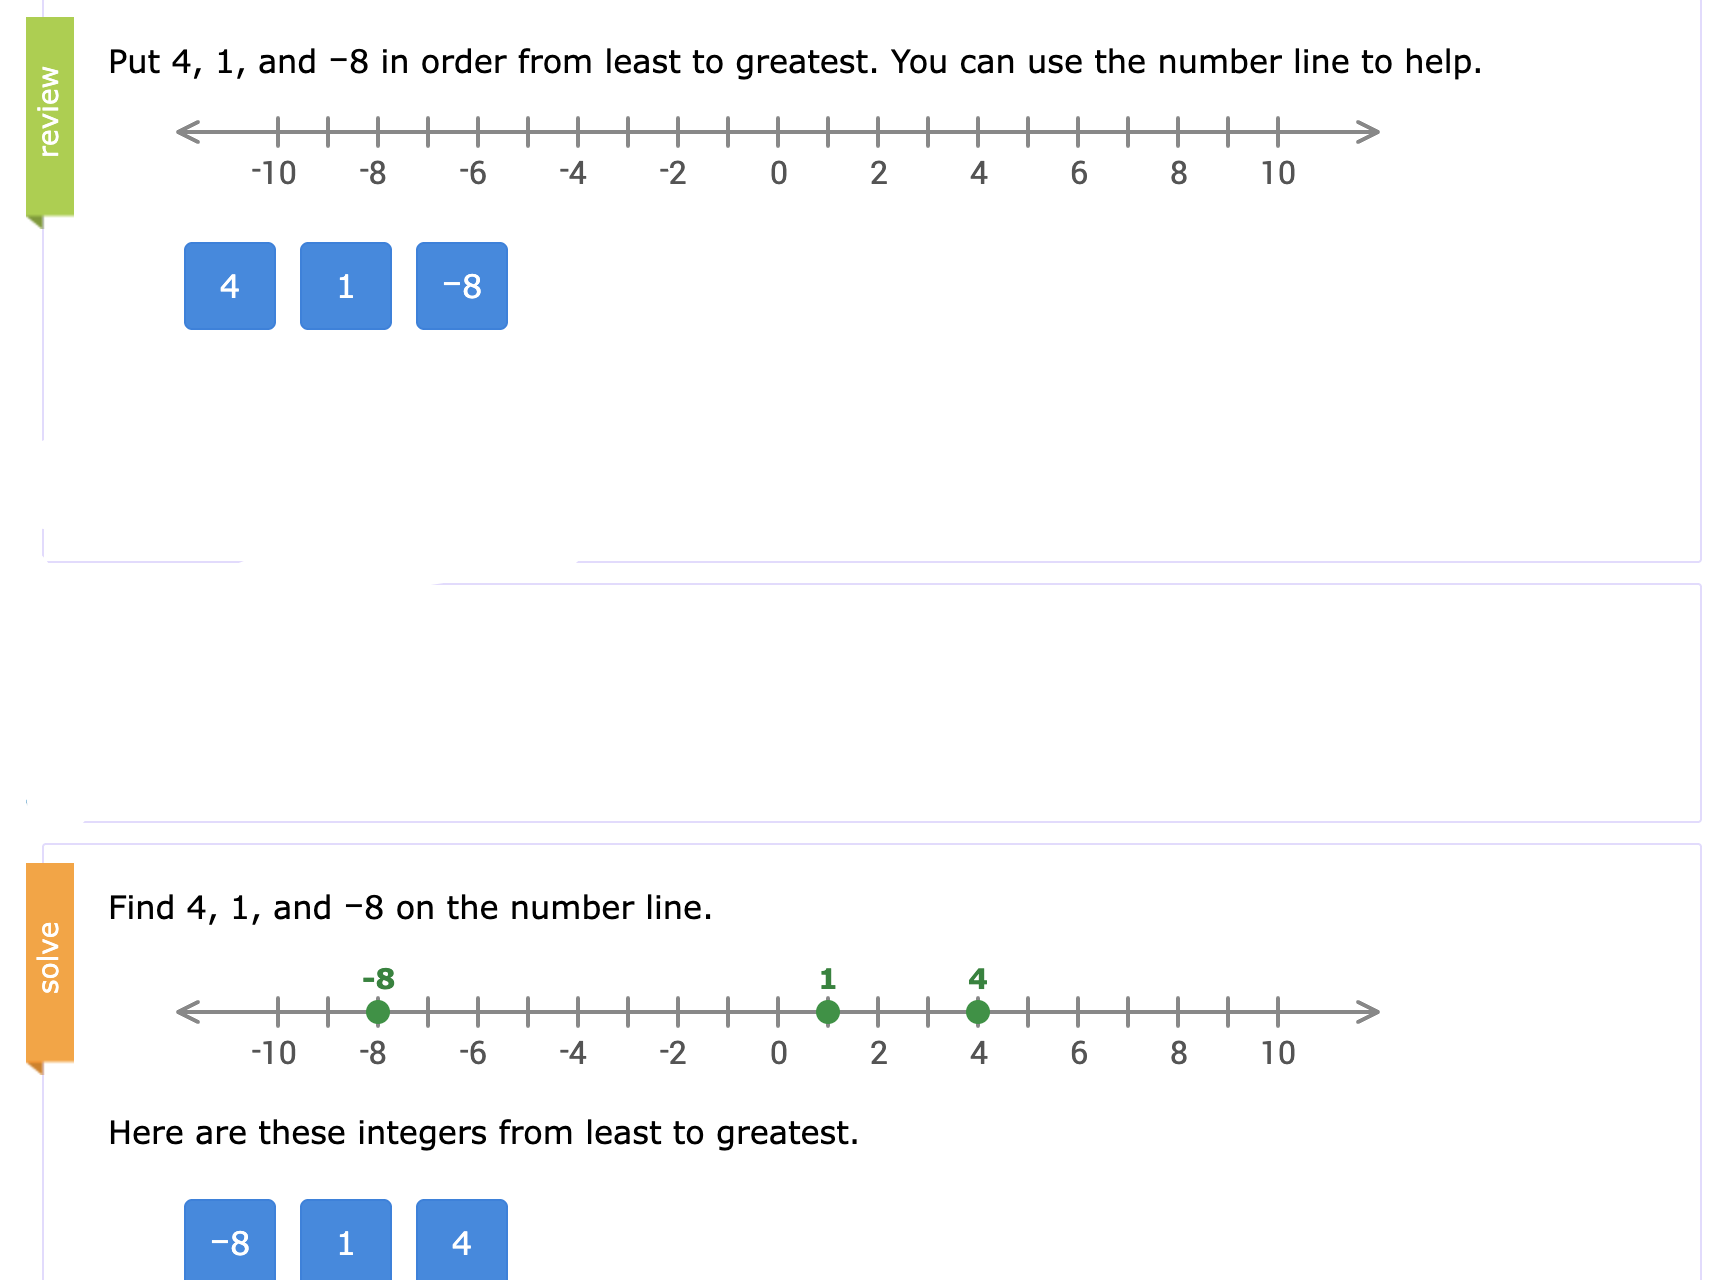 review
Put 4, 1, and −8 in order from least to greatest. You can use the number line to help.
-10 -8 -6 -4 -2 0 2 4 6 8 10
4 1 −8
solve
Find 4, 1, and −8 on the number line.
-8 1 4
-10 -8 -6 -4 -2 0 2 4 6 8 10
Here are these integers from least to greatest.
−8 1 4